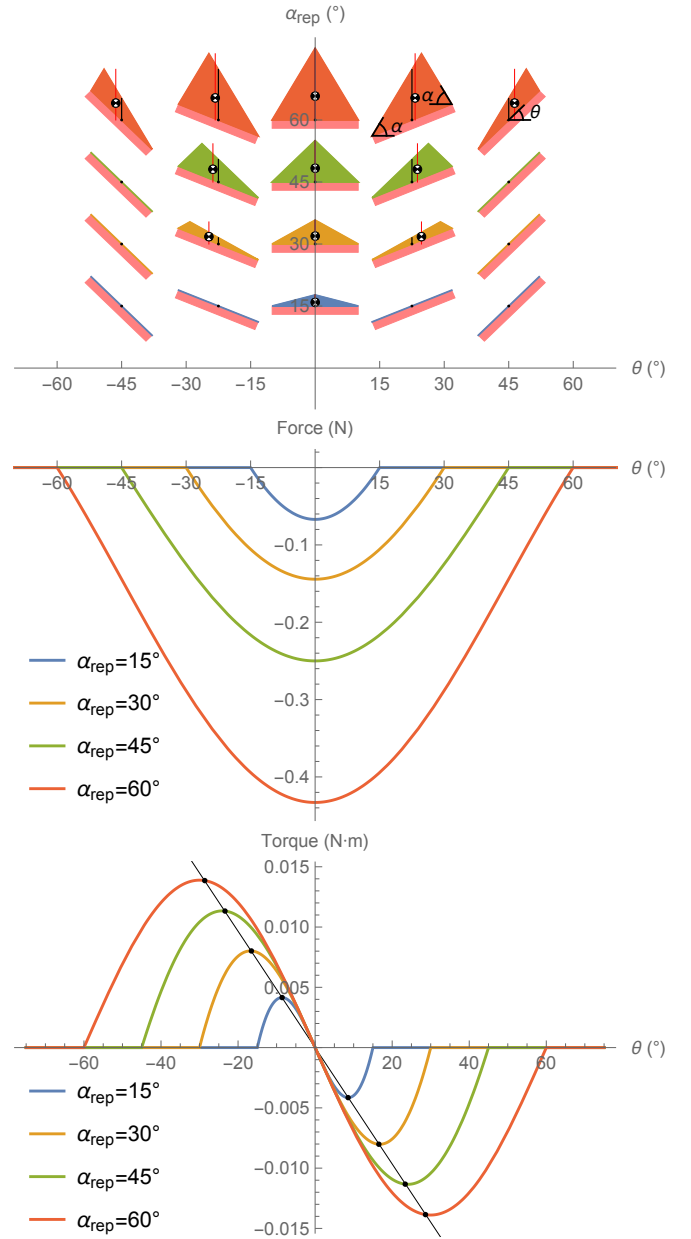 α_rep (°)
α
60
α
θ
45
30
15
−60 −45 −30 −15 15 30 45 60 θ (°)
Force (N)
−60 −45 −30 −15 15 30 45 60 θ (°)
−0.1
−0.2
−0.3
−0.4
α_rep=15°
α_rep=30°
α_rep=45°
α_rep=60°
Torque (N·m)
0.015
0.010
0.005
−60 −40 −20 20 40 60 θ (°)
−0.005
−0.010
−0.015
α_rep=15°
α_rep=30°
α_rep=45°
α_rep=60°